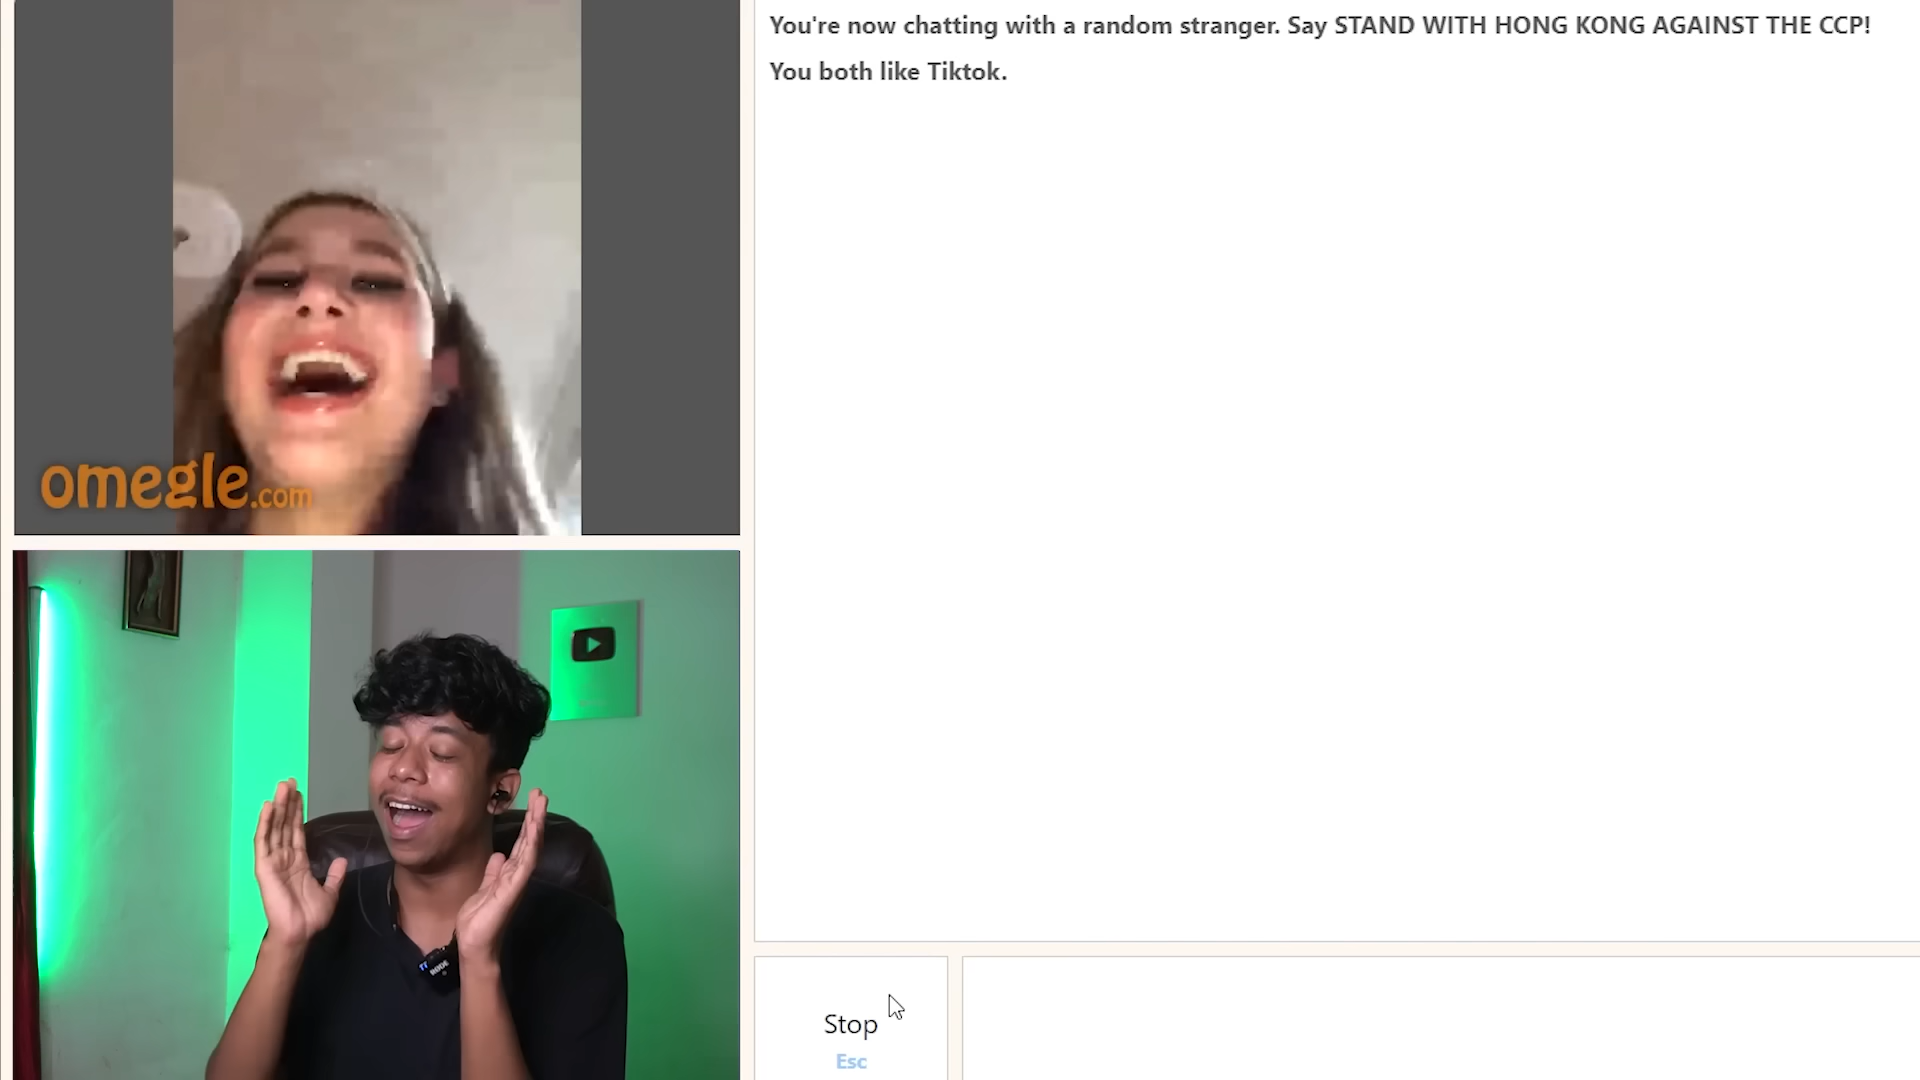 You're now chatting with a random stranger. Say STAND WITH HONG KONG AGAINST THE CCP!
You both like Tiktok.
omegle.com
RODE
Stop
Esc